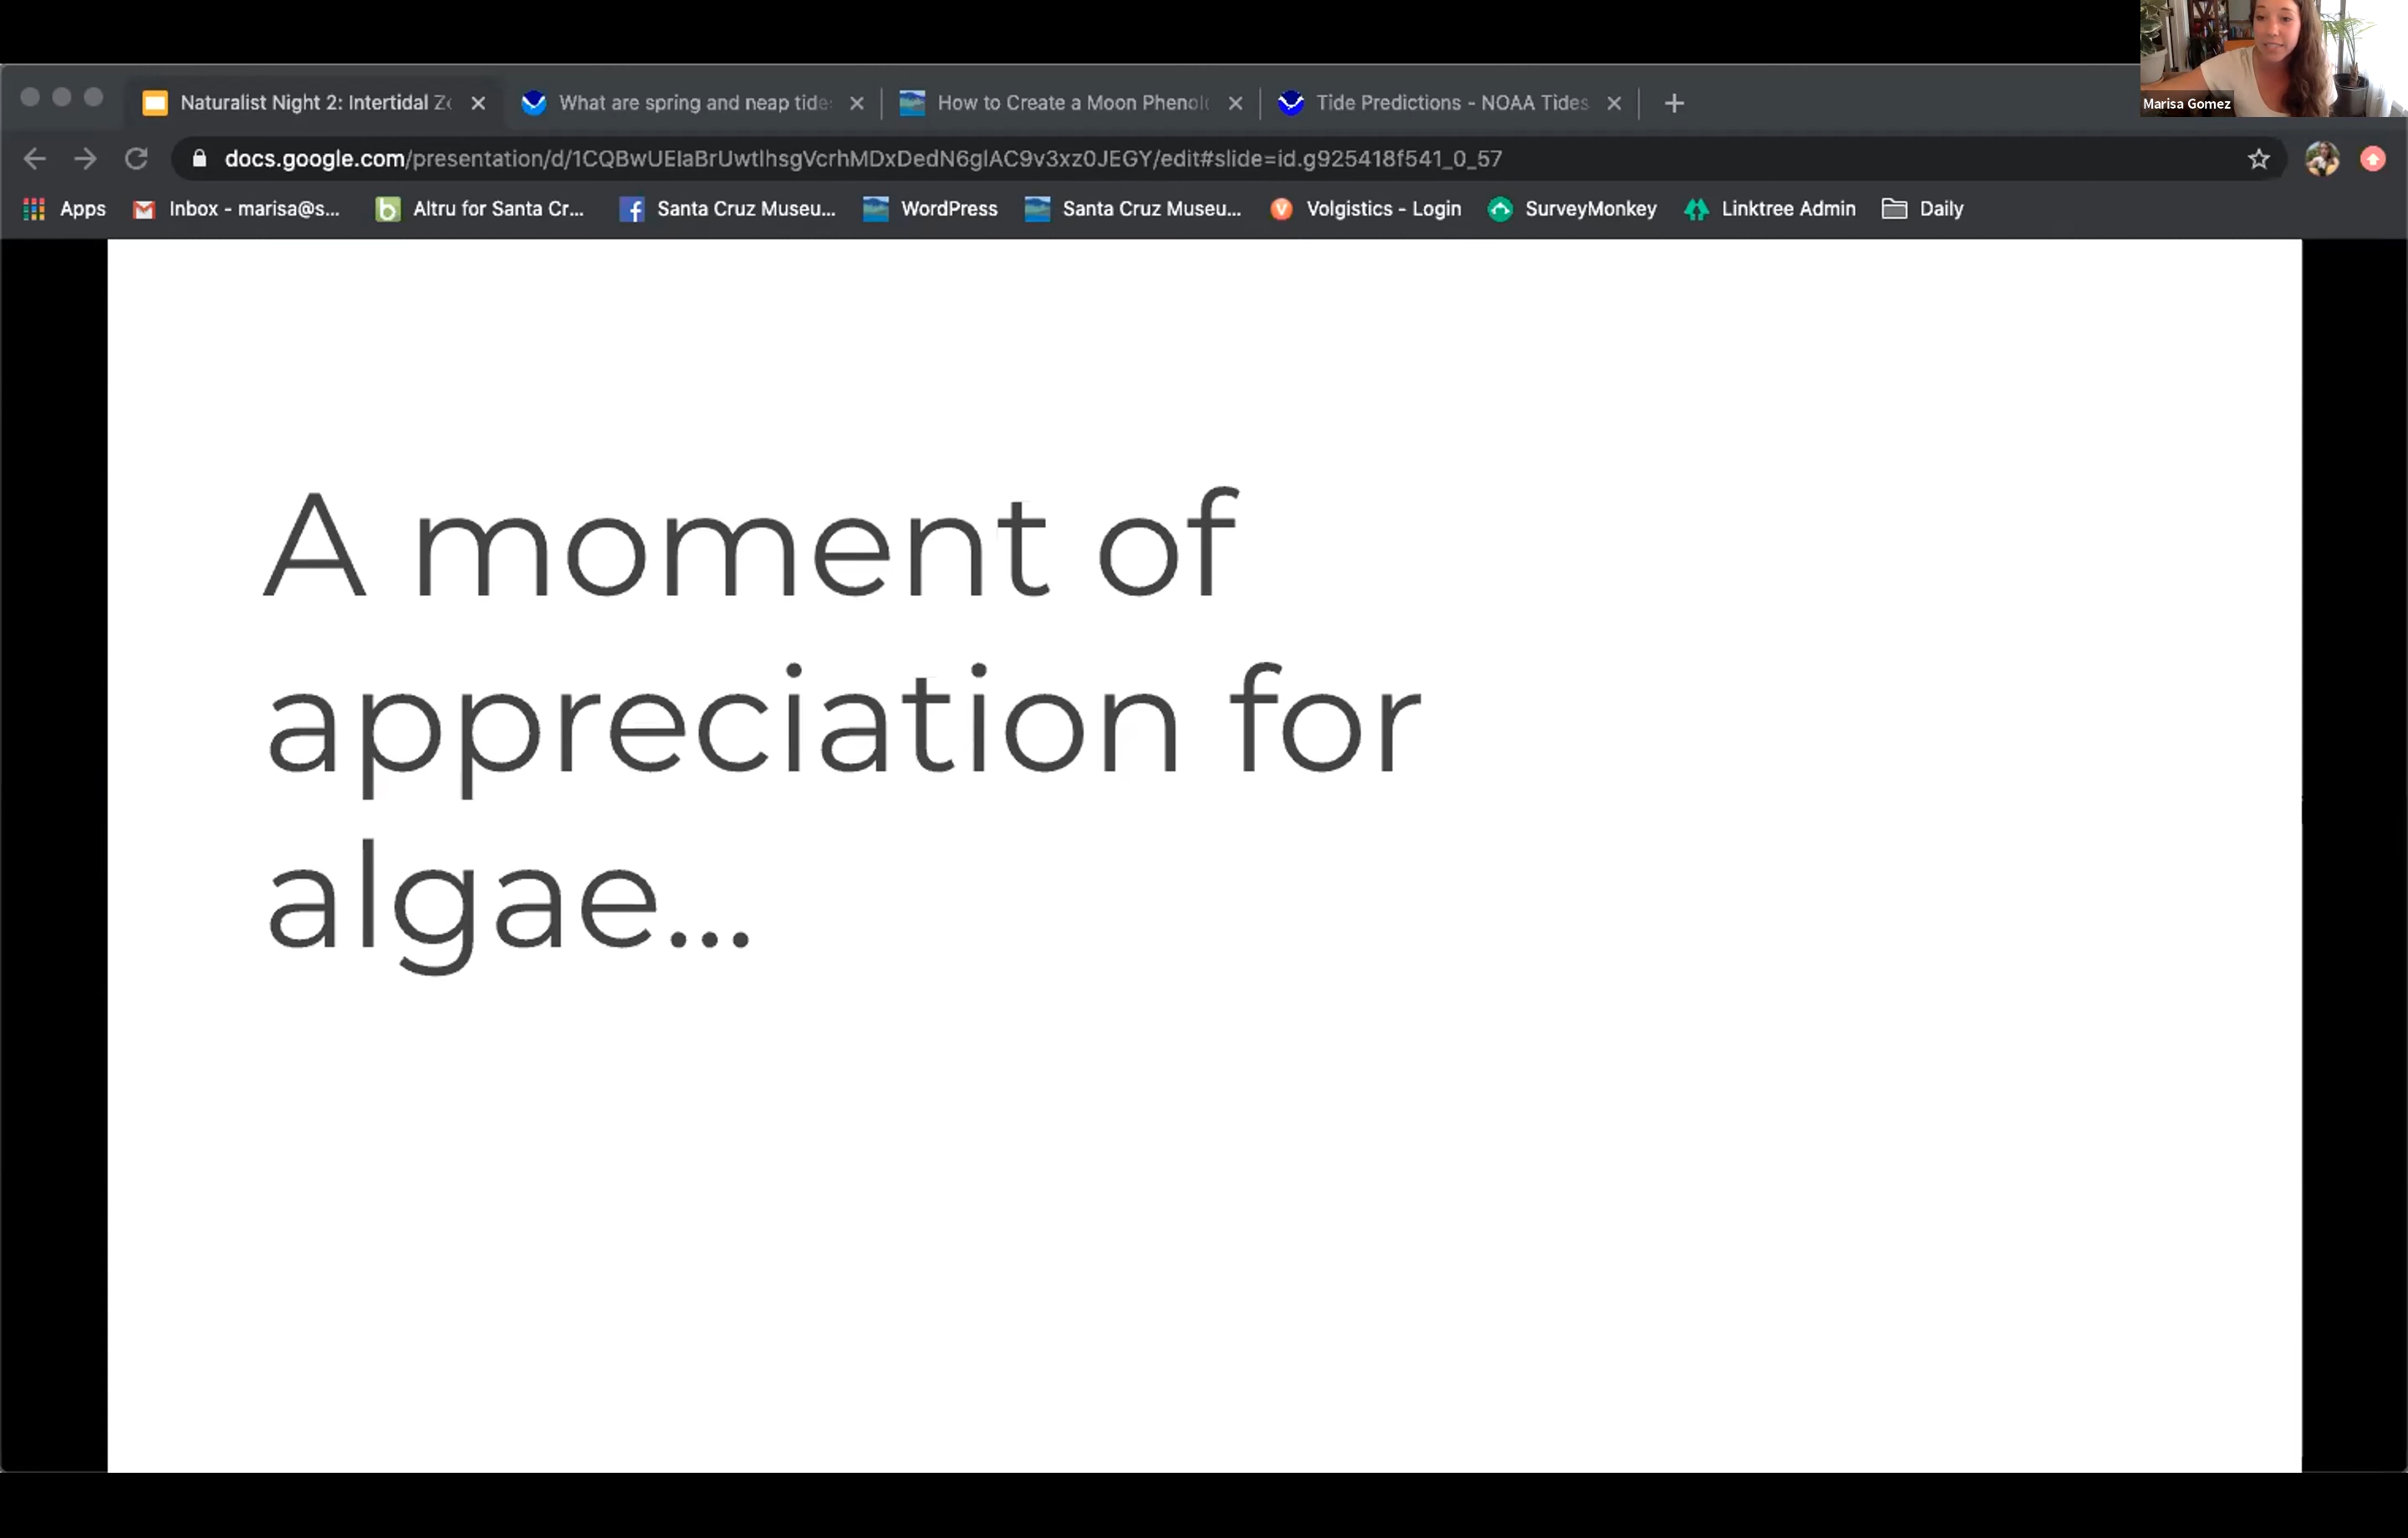 Marisa Gomez
Naturalist Night 2: Intertidal
What are spring and neap tide
How to Create a Moon
Tide Predictions - NOAA Tides
docs.google.com/presentation/d/1CQBwUEIaBrUwtIhsgVcrhMDxDedN6glAC9v3xz0JEGY/edit#slide=id.g925418f541_0_57
Apps
Inbox - marisa@s...
Altru for Santa Cr...
Santa Cruz Museu...
WordPress
Santa Cruz Museu...
Volgistics - Login
SurveyMonkey
Linktree Admin
Daily
A moment of
appreciation for
algae...